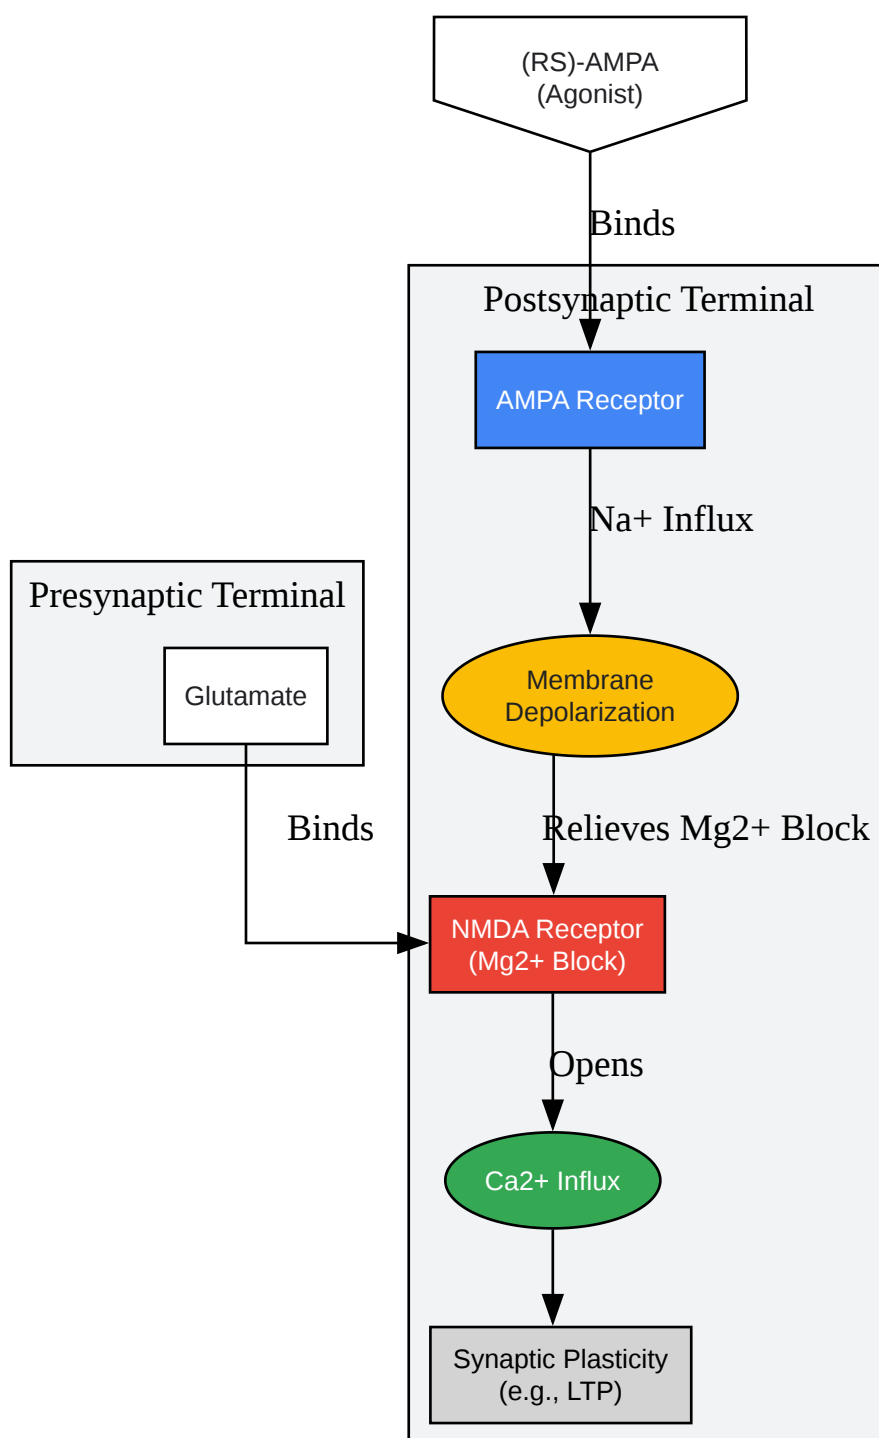 (RS)-AMPA
(Agonist)
Binds
Postsynaptic Terminal
AMPA Receptor
Na+ Influx
Presynaptic Terminal
Glutamate
Membrane
Depolarization
Binds
Relieves Mg2+ Block
NMDA Receptor
(Mg2+ Block)
Opens
Ca2+ Influx
Synaptic Plasticity
(e.g., LTP)